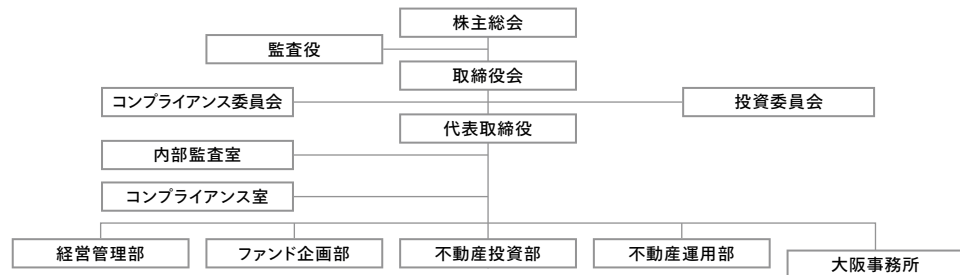 株主総会
監査役
取締役会
コンプライアンス委員会
投資委員会
代表取締役
内部監査室
コンプライアンス室
経営管理部
ファンド企画部
不動産投資部
不動産運用部
大阪事務所